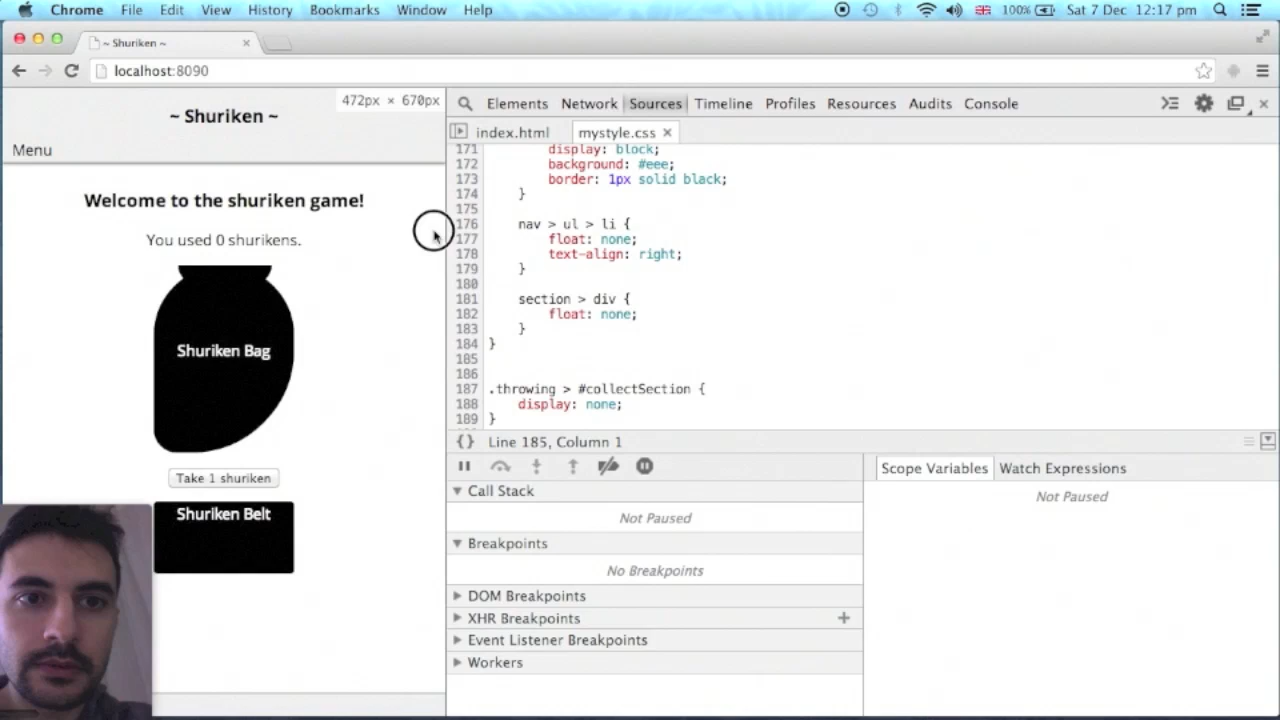 Chrome File Edit View History Bookmarks Window Help 100% Sat 7 Dec 12:17 pm
~ Shuriken ~
localhost:8090
472px × 670px
~ Shuriken ~
Menu
Welcome to the shuriken game!
You used 0 shurikens.
Shuriken Bag
Take 1 shuriken
Shuriken Belt
Elements Network Sources Timeline Profiles Resources Audits Console
index.html mystyle.css
171 display: block;
172 background: #eee;
173 border: 1px solid black;
174 }
175
176 nav > ul > li {
177 float: none;
178 text-align: right;
179 }
180
181 section > div {
182 float: none;
183 }
184 }
185
186
187 .throwing > #collectSection {
188 display: none;
189 }
{} Line 185, Column 1
Call Stack
Not Paused
Breakpoints
No Breakpoints
DOM Breakpoints
XHR Breakpoints
Event Listener Breakpoints
Workers
Scope Variables Watch Expressions
Not Paused